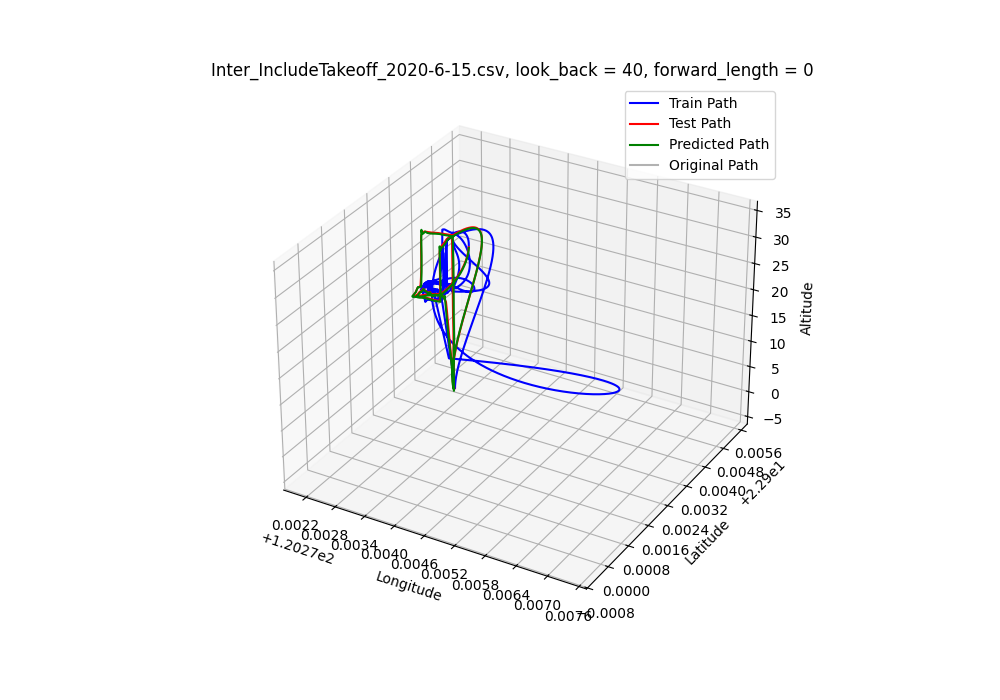 Inter_IncludeTakeoff_2020-6-15.csv, look_back = 40, forward_length = 0
Train Path
Test Path
Predicted Path
Original Path
35
30
25
20
15
10
5
0
−5
Altitude
0.0056
0.0048
0.0040
0.0032
0.0024
0.0016
0.0008
0.0000
−0.0008
+2.29e1
Latitude
0.0022
0.0028
0.0034
0.0040
0.0046
0.0052
0.0058
0.0064
0.0070
0.0076
+1.2027e2
Longitude